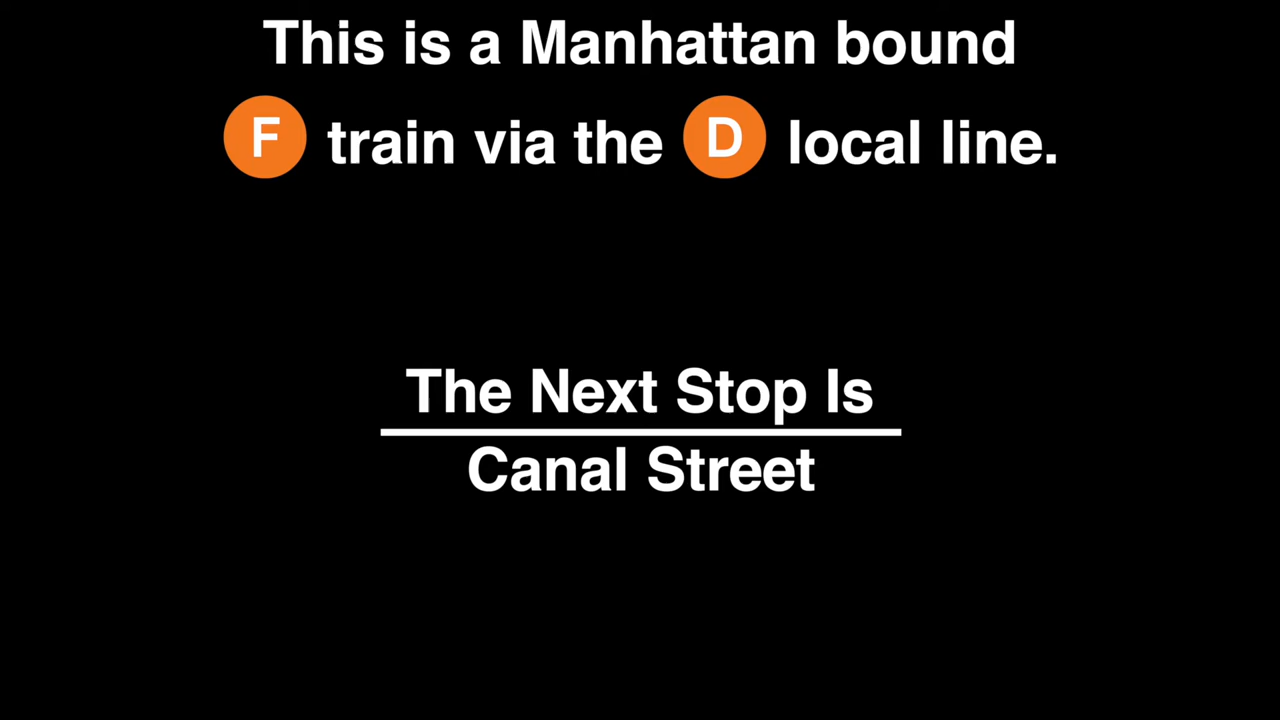 This is a Manhattan bound
F train via the D local line.
The Next Stop Is
Canal Street